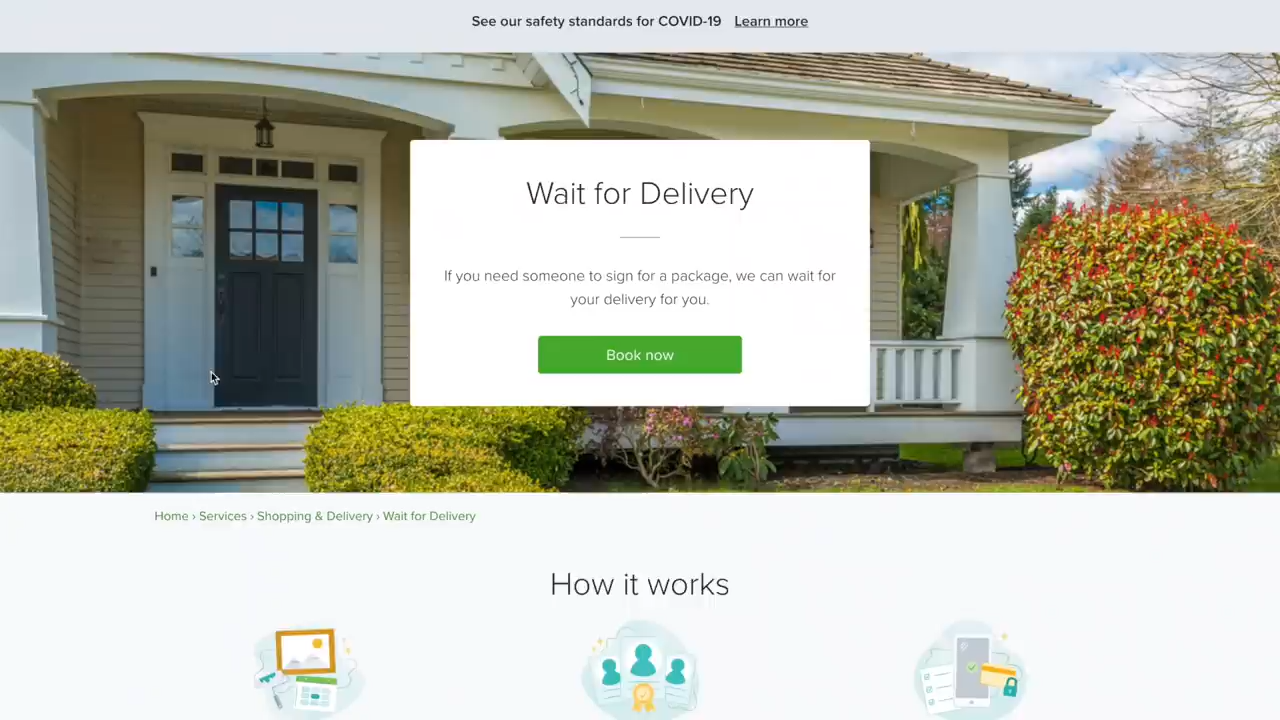 See our safety standards for COVID-19 Learn more
Wait for Delivery
If you need someone to sign for a package, we can wait for
your delivery for you.
Book now
Home › Services › Shopping & Delivery › Wait for Delivery
How it works